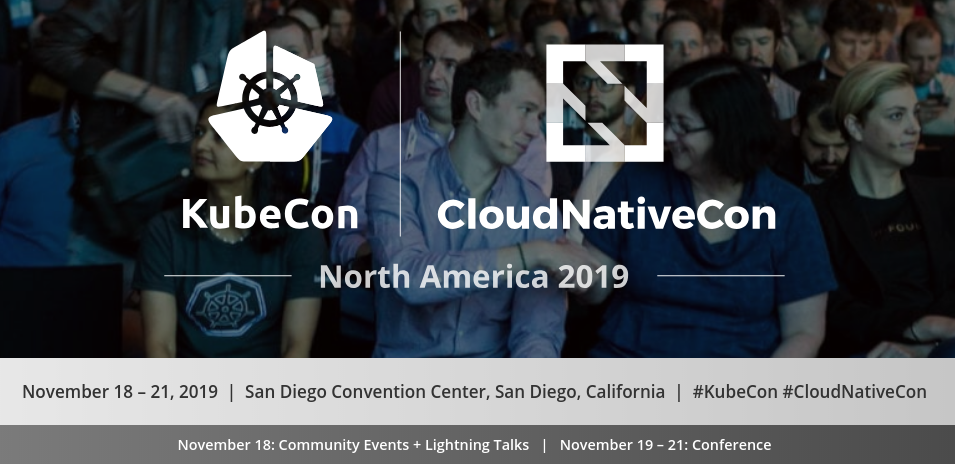 KubeCon
CloudNativeCon
North America 2019
November 18 – 21, 2019 | San Diego Convention Center, San Diego, California | #KubeCon #CloudNativeCon
November 18: Community Events + Lightning Talks | November 19 – 21: Conference